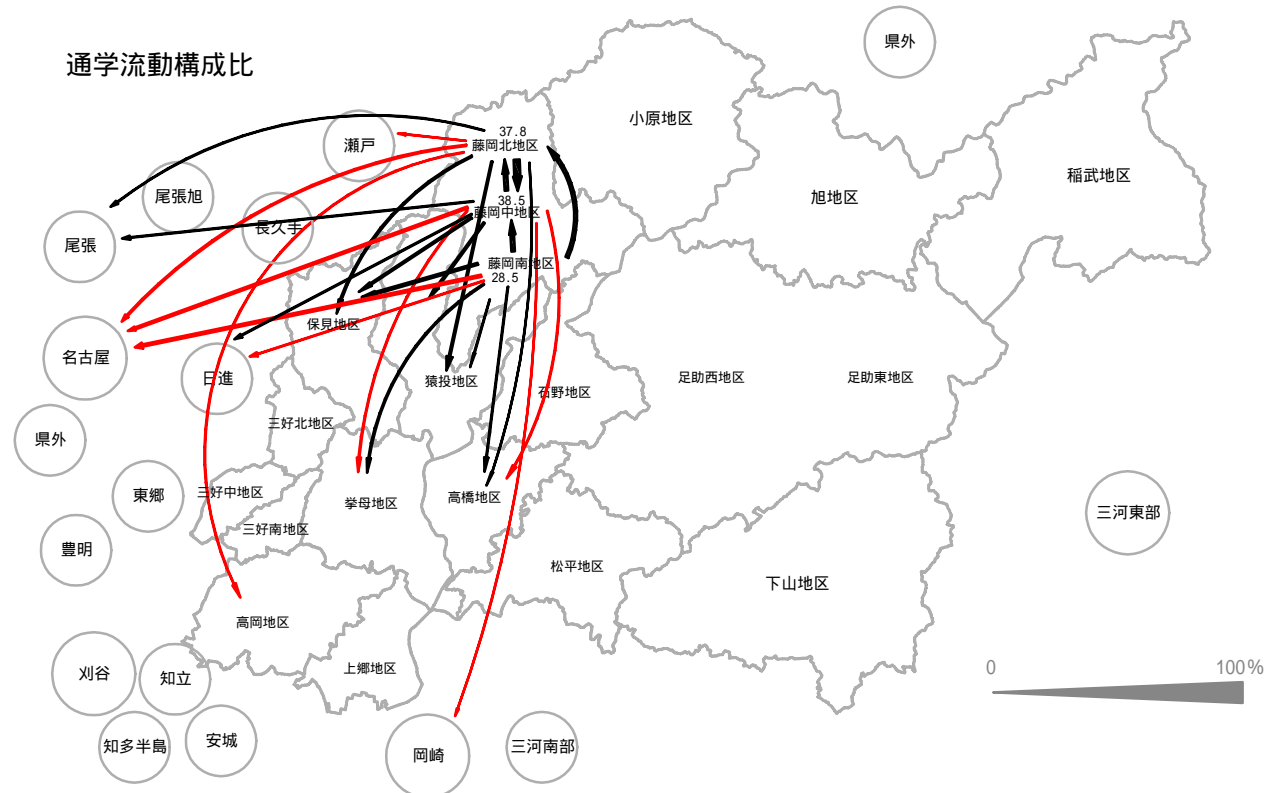 県外
通学流動構成比
小原地区
37.8
藤岡北地区
瀬戸
稲武地区
尾張旭
旭地区
38.5
藤岡中地区
長久手
尾張
藤岡南地区
28.5
保見地区
名古屋
日進
猿投地区
石野地区
足助西地区
足助東地区
三好北地区
県外
三好中地区
東郷
高橋地区
挙母地区
三河東部
三好南地区
豊明
松平地区
下山地区
高岡地区
上郷地区
0
100%
刈谷
知立
知多半島
安城
岡崎
三河南部